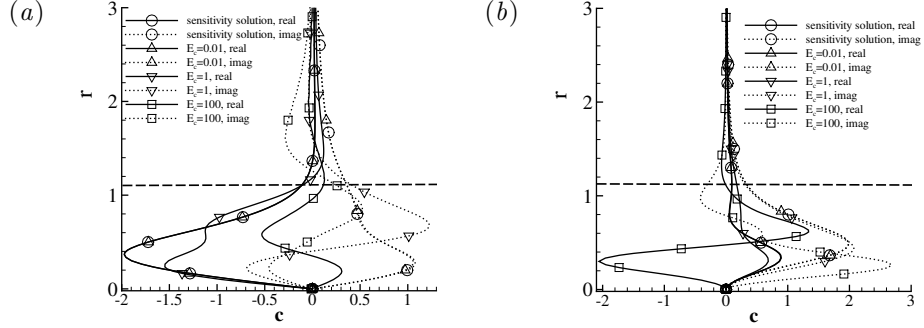 (a)
3
2
1
0
r
-2
-1.5
-1
-0.5
0
0.5
1
c
sensitivity solution, real
sensitivity solution, imag
E_c=0.01, real
E_c=0.01, imag
E_c=1, real
E_c=1, imag
E_c=100, real
E_c=100, imag
(b)
3
2
1
0
r
-2
-1
0
1
2
3
c
sensitivity solution, real
sensitivity solution, imag
E_c=0.01, real
E_c=0.01, imag
E_c=1, real
E_c=1, imag
E_c=100, real
E_c=100, imag